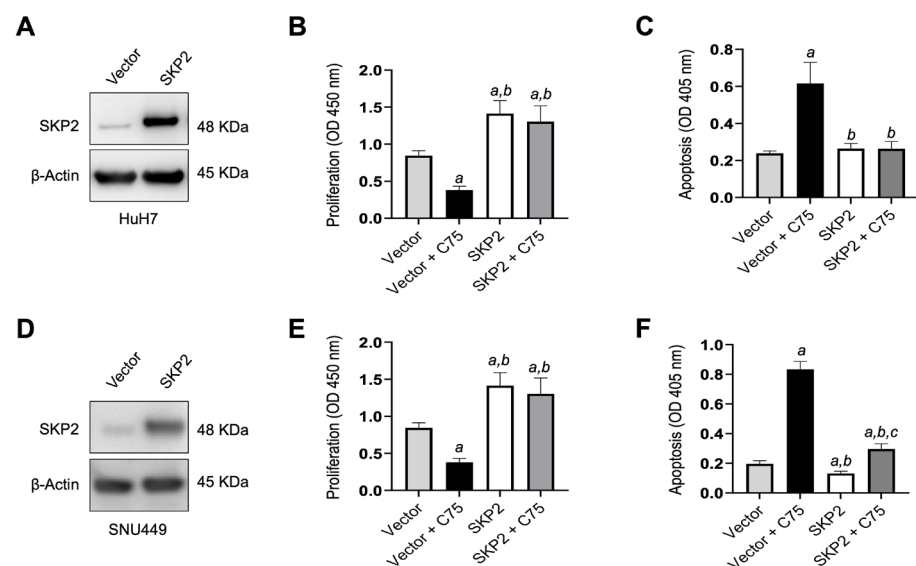 A
Vector
SKP2
SKP2
48 KDa
β-Actin
45 KDa
HuH7
B
Proliferation (OD 450 nm)
2.0
1.5
1.0
0.5
0.0
a
a,b
a,b
Vector
Vector + C75
SKP2
SKP2 + C75
C
Apoptosis (OD 405 nm)
0.8
0.6
0.4
0.2
0.0
a
b
b
Vector
Vector + C75
SKP2
SKP2 + C75
D
Vector
SKP2
SKP2
48 KDa
β-Actin
45 KDa
SNU449
E
Proliferation (OD 450 nm)
2.0
1.5
1.0
0.5
0.0
a
a,b
a,b
Vector
Vector + C75
SKP2
SKP2 + C75
F
Apoptosis (OD 405 nm)
1.0
0.8
0.6
0.4
0.2
0.0
a
a,b
a,b,c
Vector
Vector + C75
SKP2
SKP2 + C75